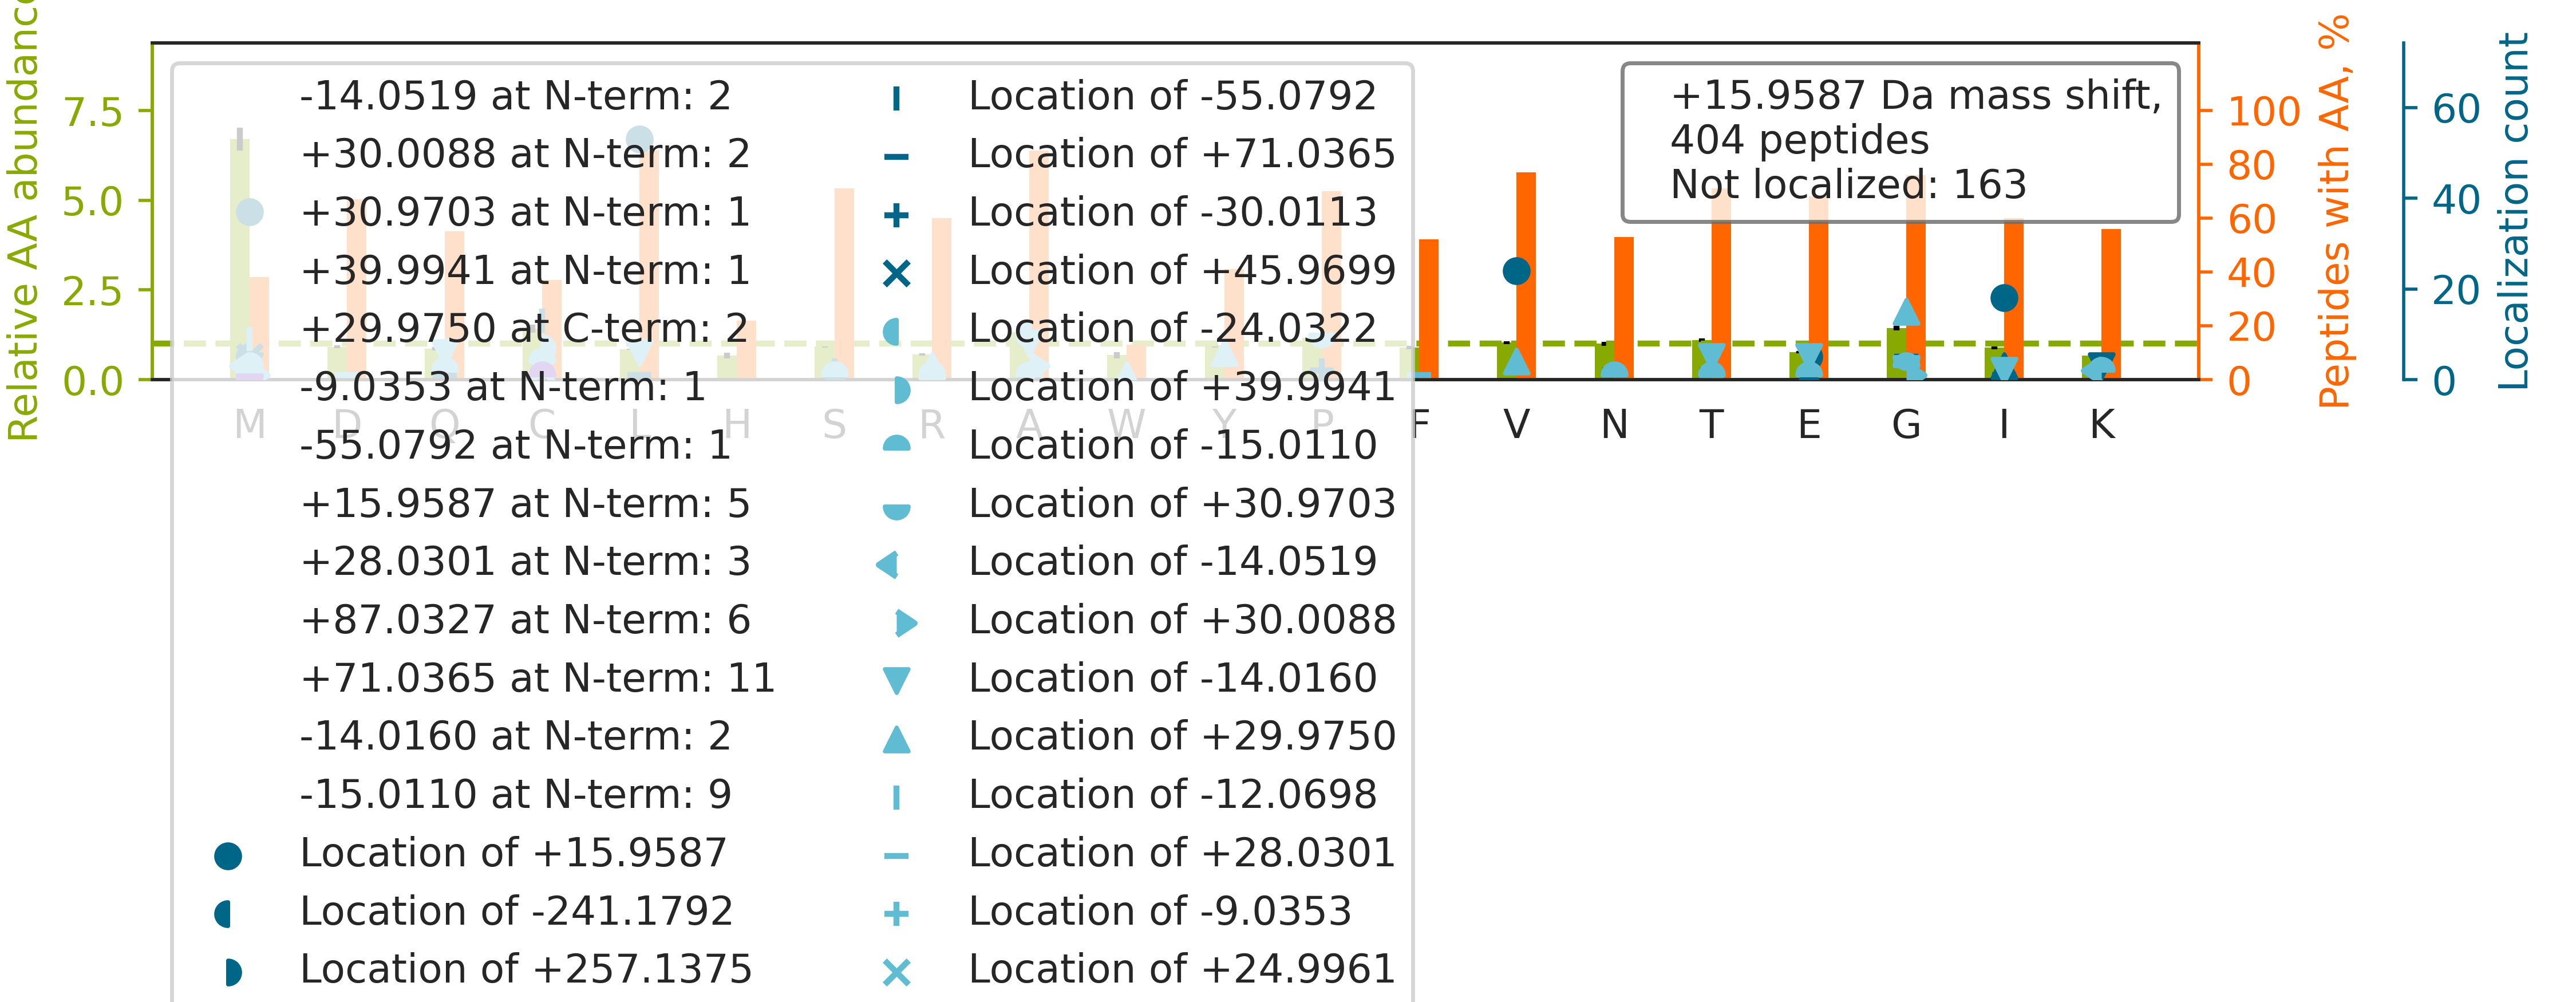 Relative AA abundance
7.5
5.0
2.5
0.0
-14.0519 at N-term: 2
+30.0088 at N-term: 2
+30.9703 at N-term: 1
+39.9941 at N-term: 1
+29.9750 at C-term: 2
-9.0353 at N-term: 1
-55.0792 at N-term: 1
+15.9587 at N-term: 5
+28.0301 at N-term: 3
+87.0327 at N-term: 6
+71.0365 at N-term: 11
-14.0160 at N-term: 2
-15.0110 at N-term: 9
Location of +15.9587
Location of -241.1792
Location of +257.1375
Location of -55.0792
Location of +71.0365
Location of -30.0113
Location of +45.9699
Location of -24.0322
Location of +39.9941
Location of -15.0110
Location of +30.9703
Location of -14.0519
Location of +30.0088
Location of -14.0160
Location of +29.9750
Location of -12.0698
Location of +28.0301
Location of -9.0353
Location of +24.9961
+15.9587 Da mass shift,
404 peptides
Not localized: 163
M D Q C L H S R A W Y P F V N T E G I K
100
80
60
40
20
0
Peptides with AA, %
60
40
20
0
Localization count